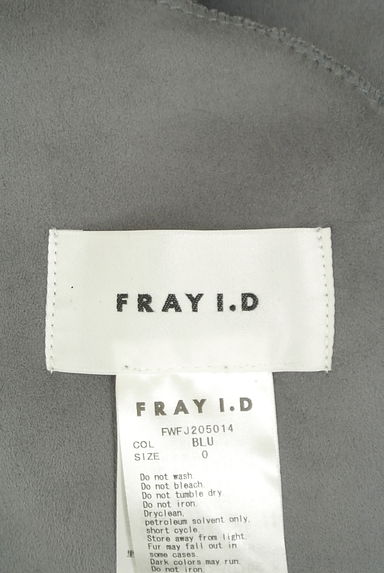 FRAY I.D
FRAY I.D
FWFJ205014
COL BLU
SIZE 0
Do not wash.
Do not bleach.
Do not tumble dry.
Do not iron.
Dryclean,
petroleum solvent only,
short cycle.
Store away from light.
Fur may fall out in
some cases.
Dark colors may run.
Do not iron.